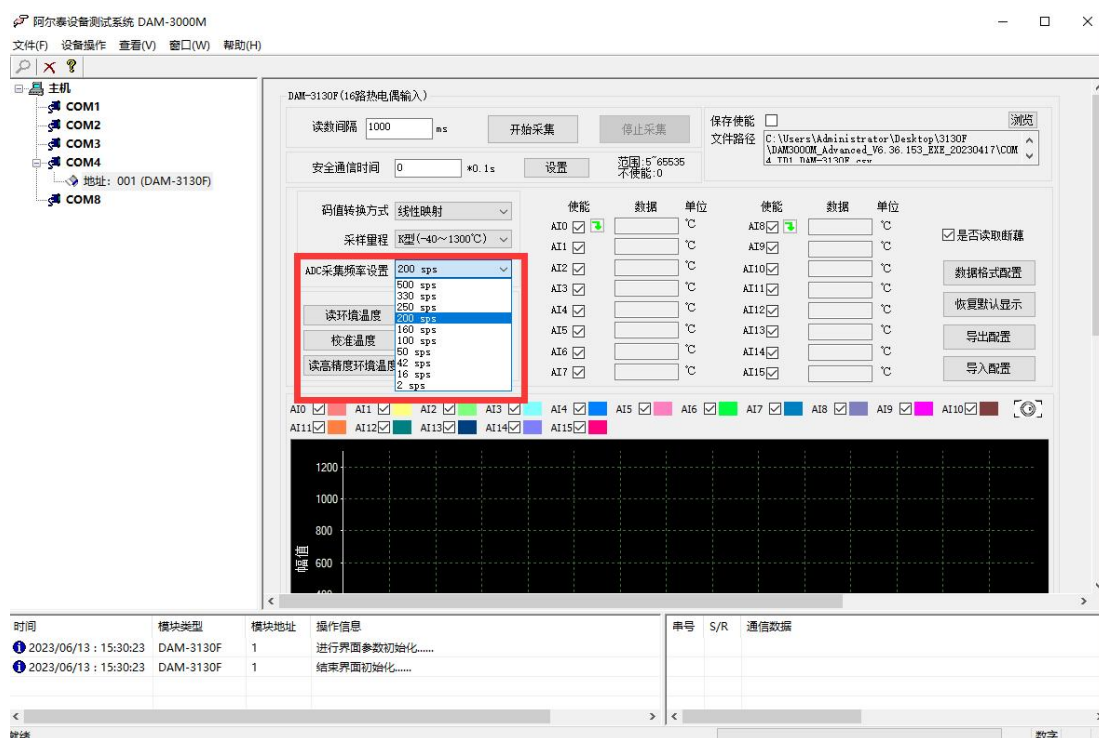 阿尔泰设备测试系统 DAM-3000M
文件(F) 设备操作 查看(V) 窗口(W) 帮助(H)
主机
COM1
COM2
COM3
COM4
地址：001 (DAM-3130F)
COM8
DAM-3130F(16路热电偶输入)
读数间隔 1000 ms 开始采集 停止采集
保存使能 浏览
文件路径 C:\Users\Administrator\Desktop\3130F
\DAM3000M_Advanced_V6.36.153_EXE_20230417\COM
4_ID1_DAM-3130F.csv
安全通信时间 0 *0.1s 设置 范围:5~65535
不使能:0
码值转换方式 线性映射
采样量程 K型(-40～1300℃)
ADC采集频率设置 200 sps
500 sps
330 sps
250 sps
200 sps
160 sps
100 sps
50 sps
42 sps
16 sps
2 sps
读环境温度
校准温度
读高精度环境温度
使能 数据 单位 使能 数据 单位
AI0 ℃ AI8 ℃
AI1 ℃ AI9 ℃
AI2 ℃ AI10 ℃
AI3 ℃ AI11 ℃
AI4 ℃ AI12 ℃
AI5 ℃ AI13 ℃
AI6 ℃ AI14 ℃
AI7 ℃ AI15 ℃
是否读取断耦
数据格式配置
恢复默认显示
导出配置
导入配置
AI0 AI1 AI2 AI3 AI4 AI5 AI6 AI7 AI8 AI9 AI10
AI11 AI12 AI13 AI14 AI15
1200
1000
800
600
400
幅值
时间 模块类型 模块地址 操作信息 串号 S/R 通信数据
2023/06/13 : 15:30:23 DAM-3130F 1 进行界面参数初始化......
2023/06/13 : 15:30:23 DAM-3130F 1 结束界面初始化......
就绪 数字